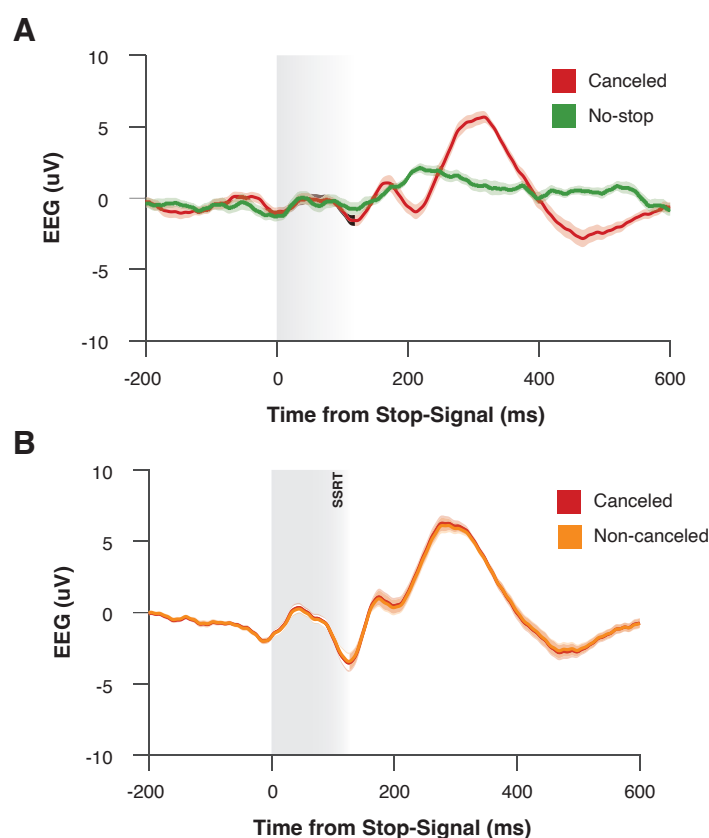 A
10
5
0
-5
-10
EEG (uV)
Canceled
No-stop
-200
0
200
400
600
Time from Stop-Signal (ms)
B
10
5
0
-5
-10
EEG (uV)
SSRT
Canceled
Non-canceled
-200
0
200
400
600
Time from Stop-Signal (ms)